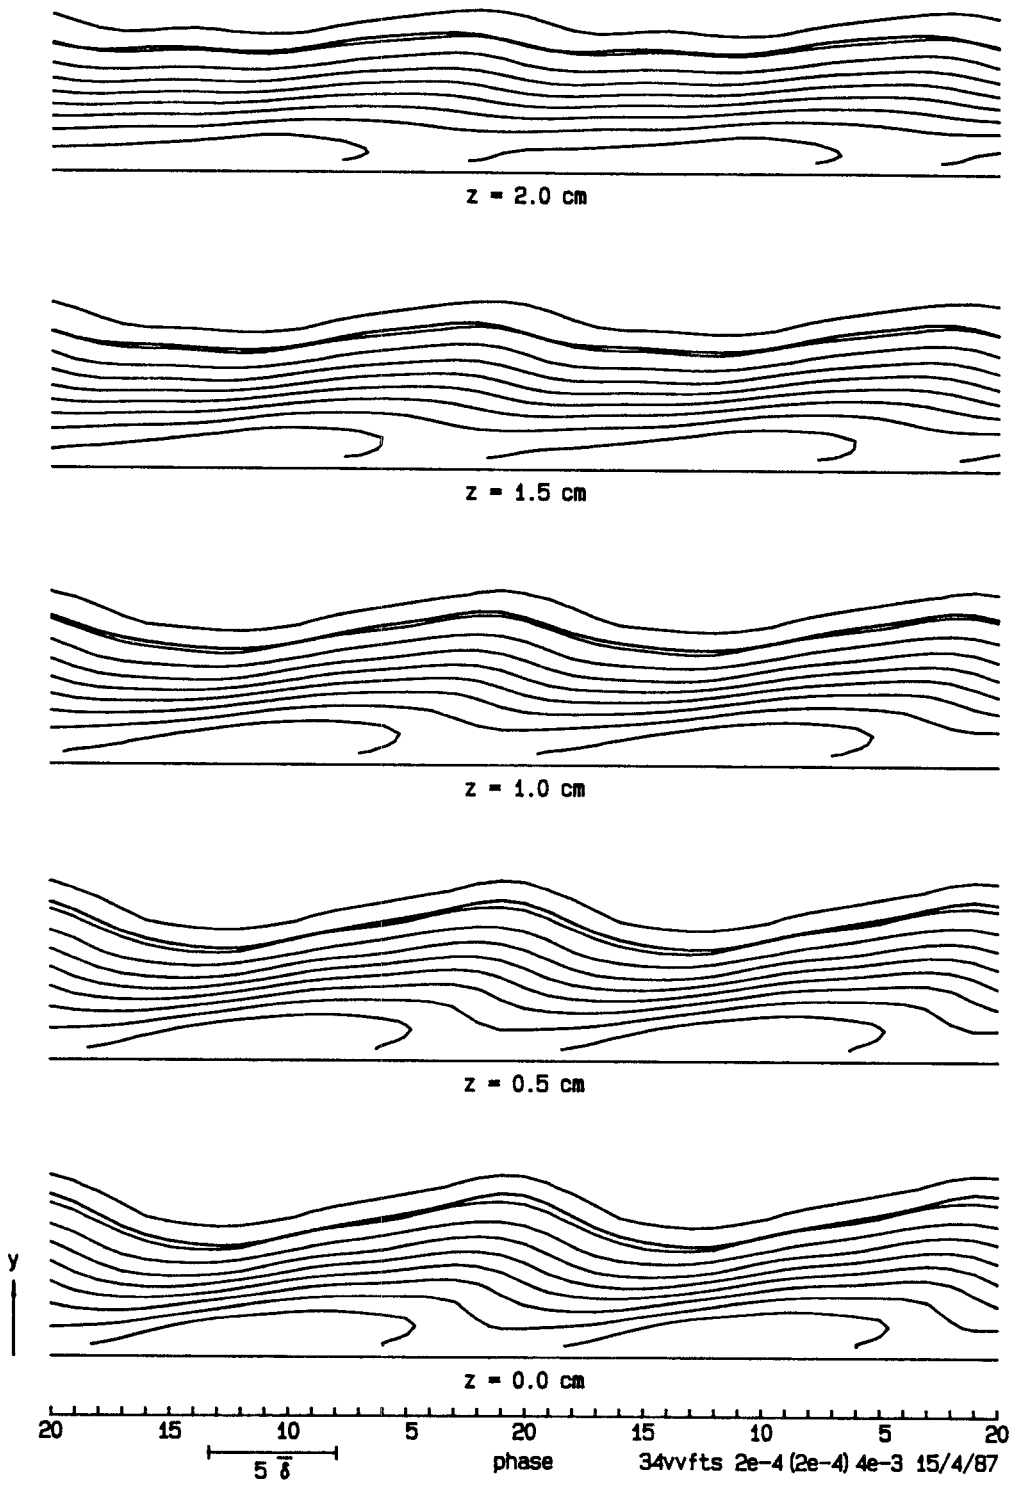 z = 2.0 cm
z = 1.5 cm
z = 1.0 cm
z = 0.5 cm
y
z = 0.0 cm
20 15 10 5 20 15 10 5 20
5 δ̅ phase 34vvfts 2e-4 (2e-4) 4e-3 15/4/87